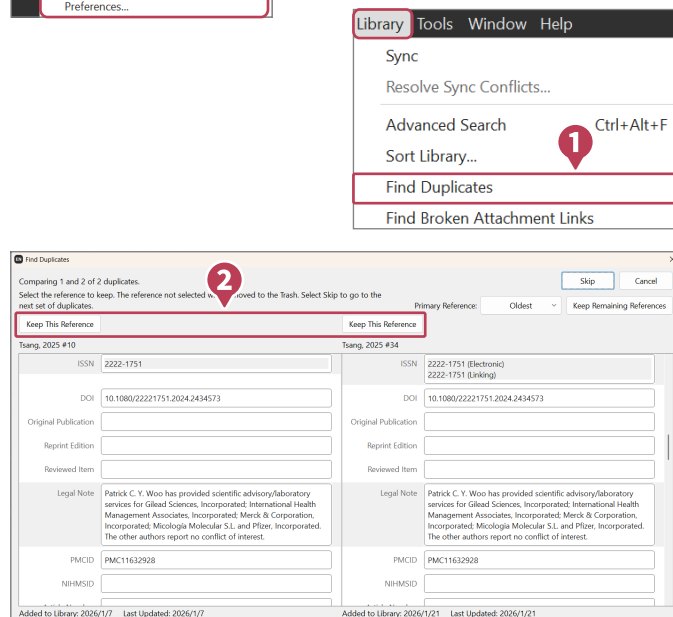 Preferences...
Library Tools Window Help
Sync
Resolve Sync Conflicts...
Advanced Search Ctrl+Alt+F
1
Sort Library...
Find Duplicates
Find Broken Attachment Links
EN Find Duplicates ×
Comparing 1 and 2 of 2 duplicates.
Skip Cancel
2
Select the reference to keep. The reference not selected moved to the Trash. Select Skip to go to the
next set of duplicates.
Primary Reference: Oldest Keep Remaining References
Keep This Reference Keep This Reference
Tsang, 2025 #10 Tsang, 2025 #34
ISSN 2222-1751 ISSN 2222-1751 (Electronic)
2222-1751 (Linking)
DOI 10.1080/22221751.2024.2434573 DOI 10.1080/22221751.2024.2434573
Original Publication Original Publication
Reprint Edition Reprint Edition
Reviewed Item Reviewed Item
Legal Note Patrick C. Y. Woo has provided scientific advisory/laboratory Legal Note Patrick C. Y. Woo has provided scientific advisory/laboratory
services for Gilead Sciences, Incorporated; International Health services for Gilead Sciences, Incorporated; International Health
Management Associates, Incorporated; Merck & Corporation, Management Associates, Incorporated; Merck & Corporation,
Incorporated; Micología Molecular S.L. and Pfizer, Incorporated. Incorporated; Micología Molecular S.L. and Pfizer, Incorporated.
The other authors report no conflict of interest. The other authors report no conflict of interest.
PMCID PMC11632928 PMCID PMC11632928
NIHMSID NIHMSID
Added to Library: 2026/1/7 Last Updated: 2026/1/7 Added to Library: 2026/1/21 Last Updated: 2026/1/21